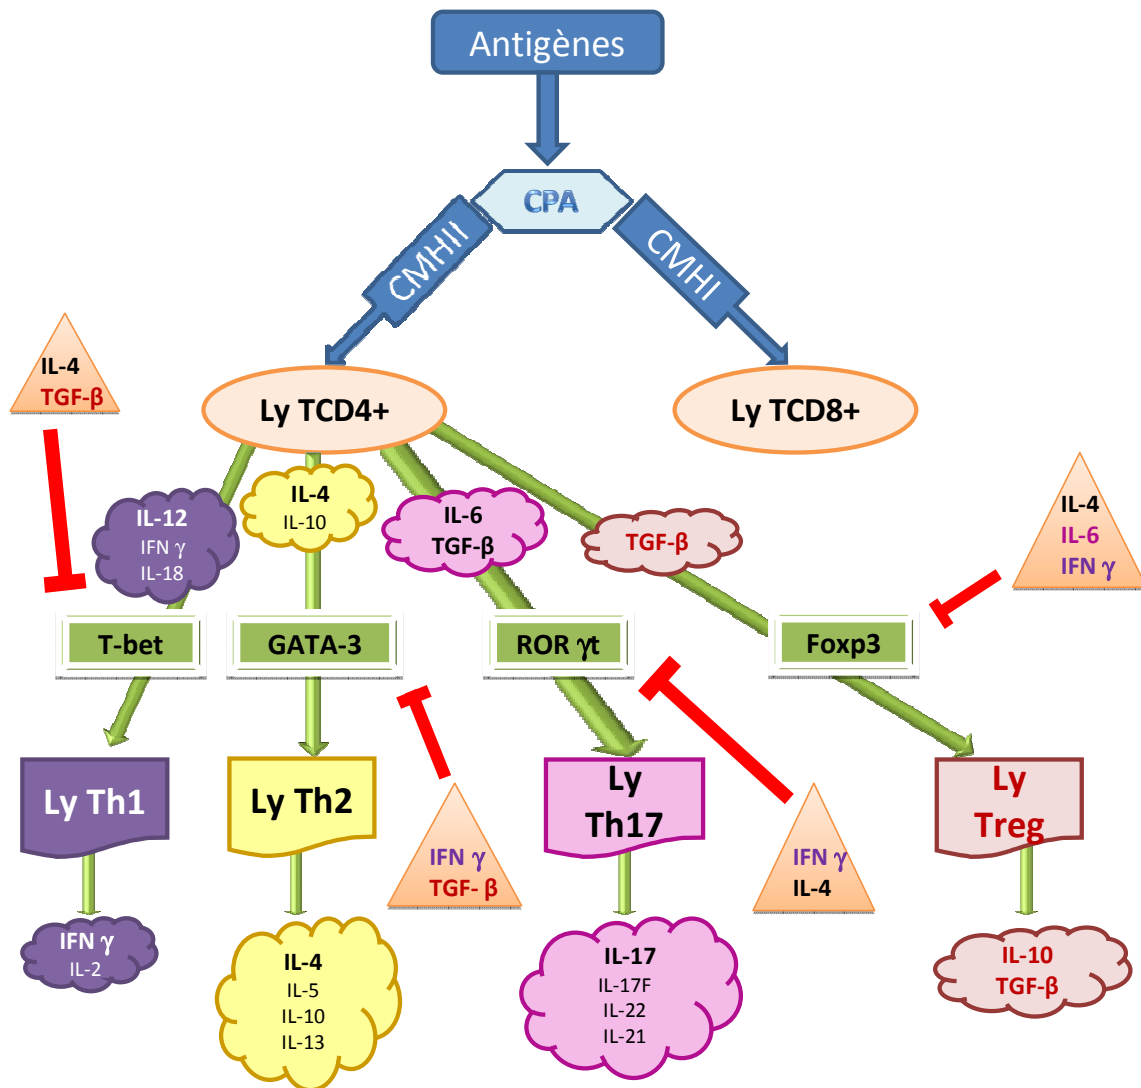 Antigènes
CPA
CMHII
CMHI
IL-4
TGF-β
Ly TCD4+
Ly TCD8+
IL-12
IFN γ
IL-18
IL-4
IL-10
IL-6
TGF-β
TGF-β
IL-4
IL-6
IFN γ
T-bet
GATA-3
ROR γt
Foxp3
Ly Th1
Ly Th2
Ly
Th17
Ly
Treg
IFN γ
TGF- β
IFN γ
IL-4
IFN γ
IL-2
IL-4
IL-5
IL-10
IL-13
IL-17
IL-17F
IL-22
IL-21
IL-10
TGF-β